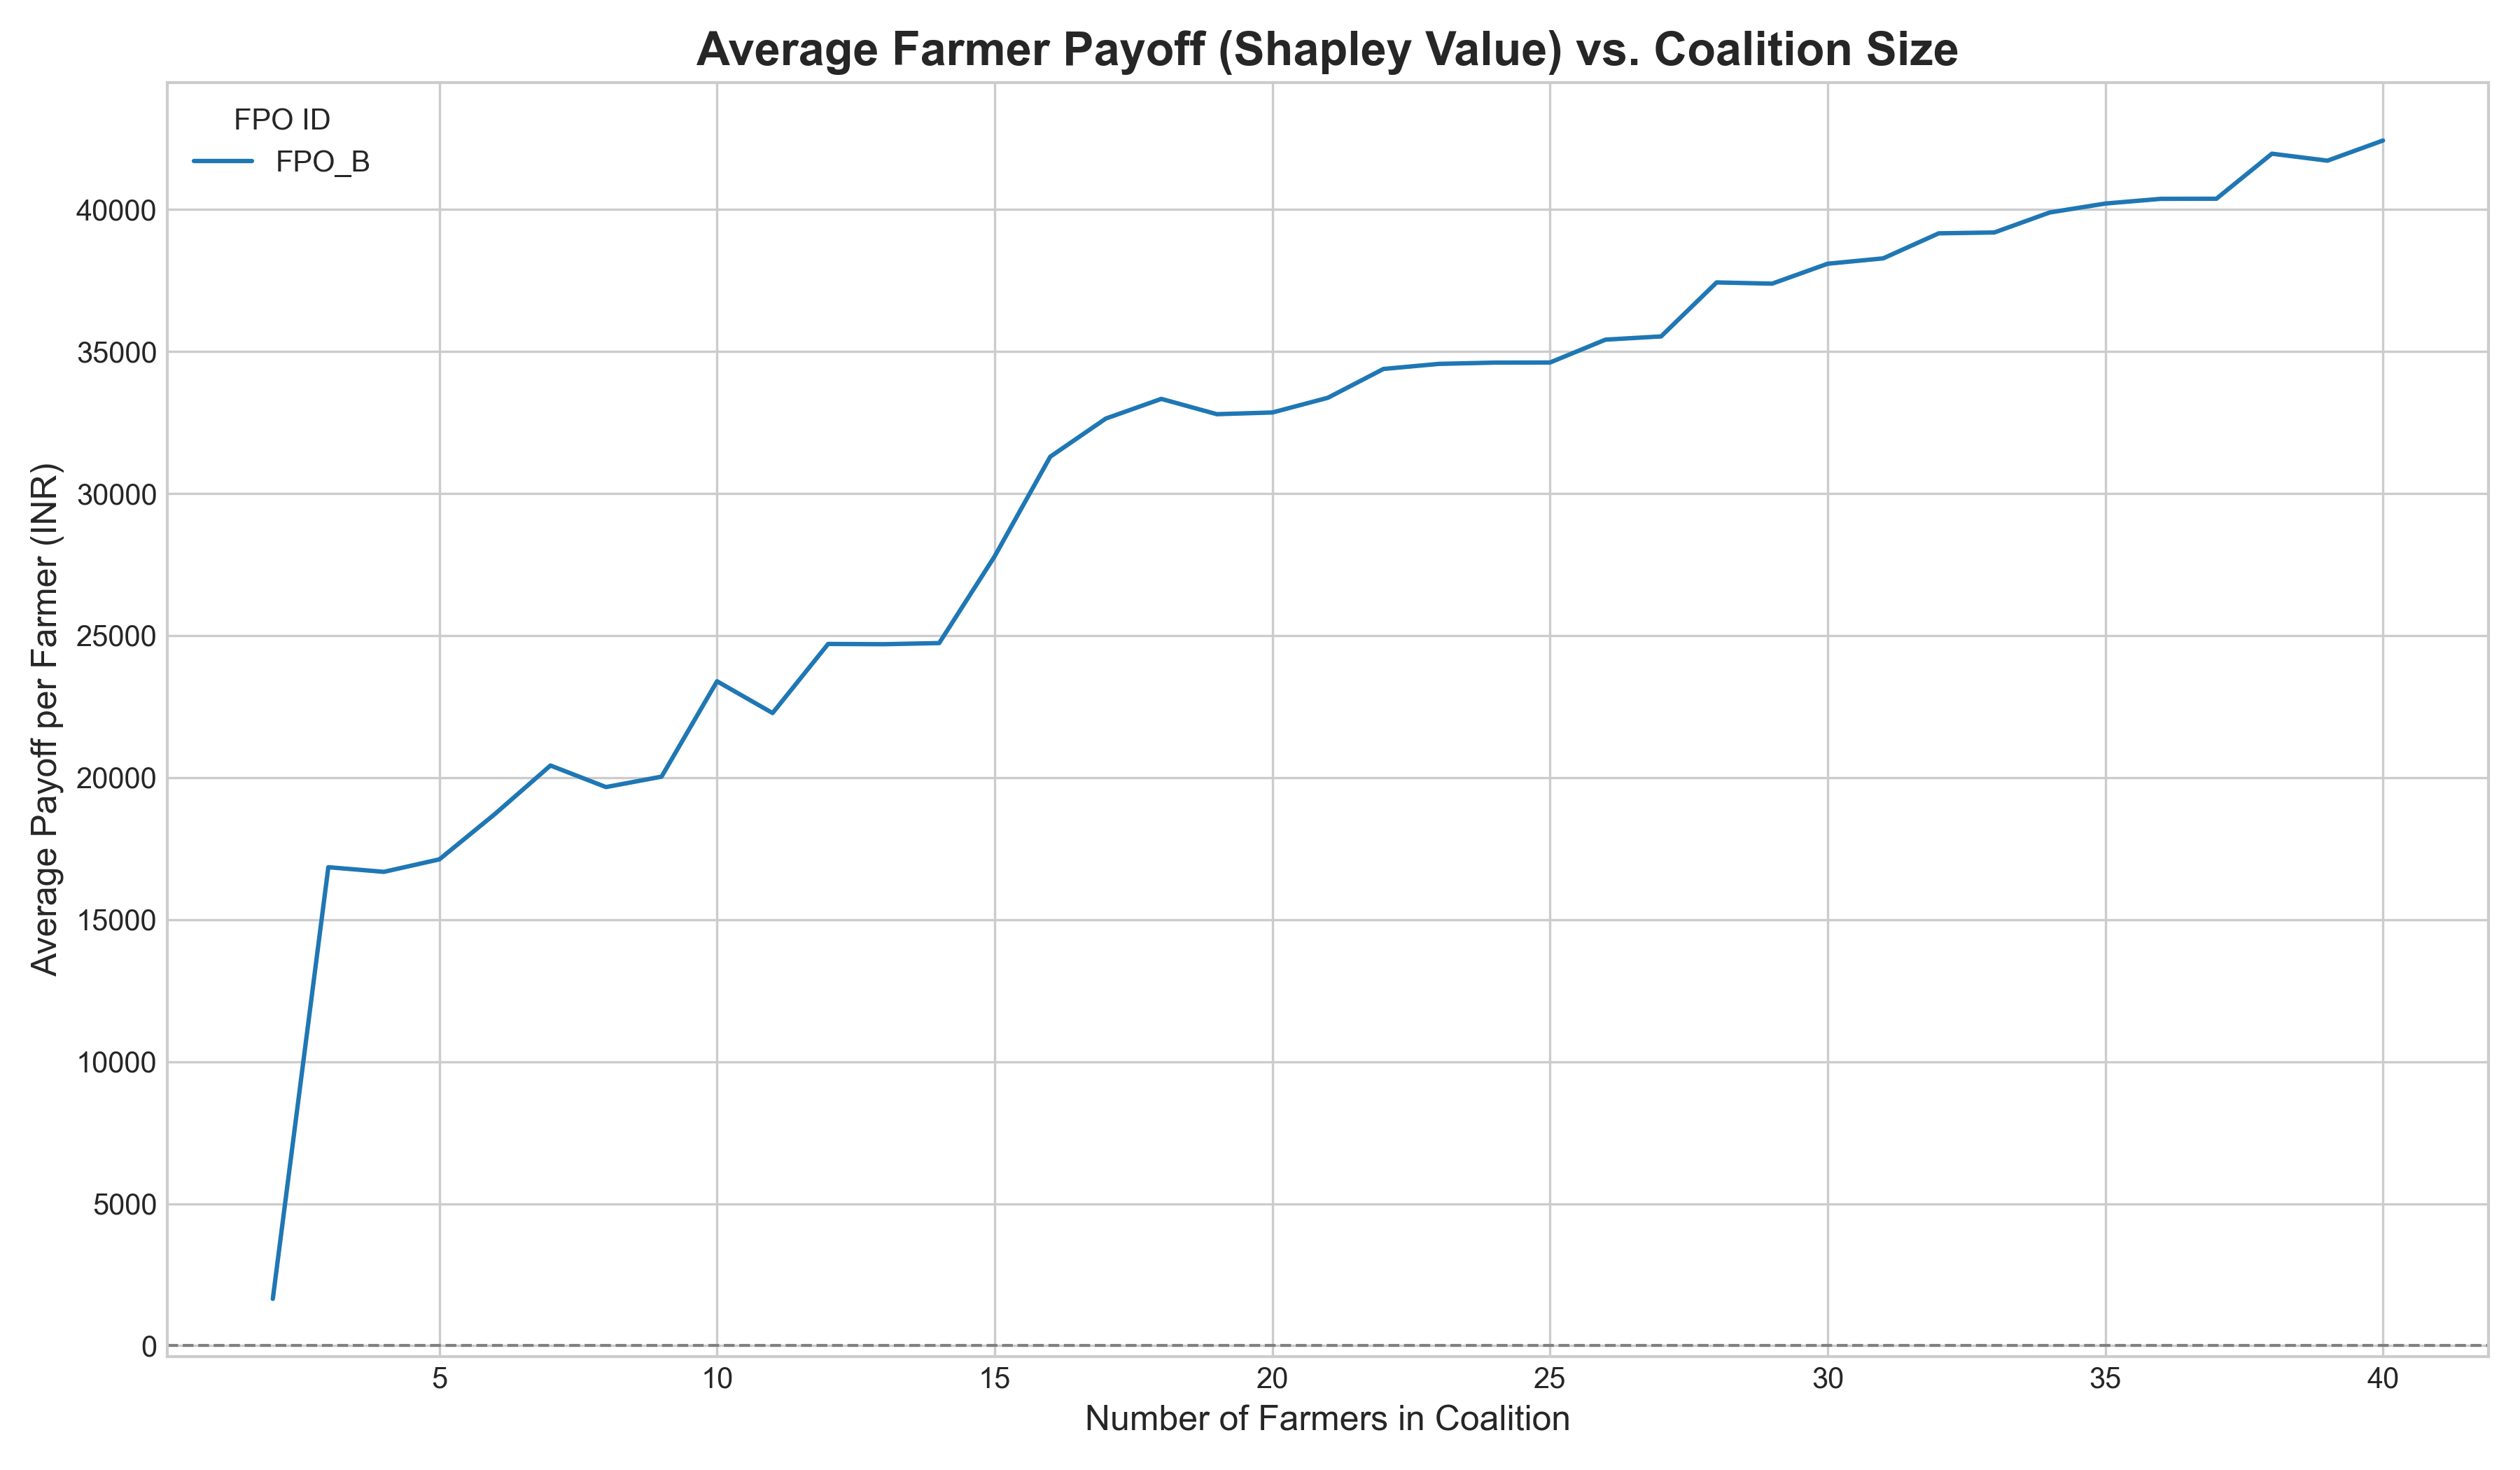 Average Farmer Payoff (Shapley Value) vs. Coalition Size
FPO ID
FPO_B
Average Payoff per Farmer (INR)
40000
35000
30000
25000
20000
15000
10000
5000
0
5 10 15 20 25 30 35 40
Number of Farmers in Coalition